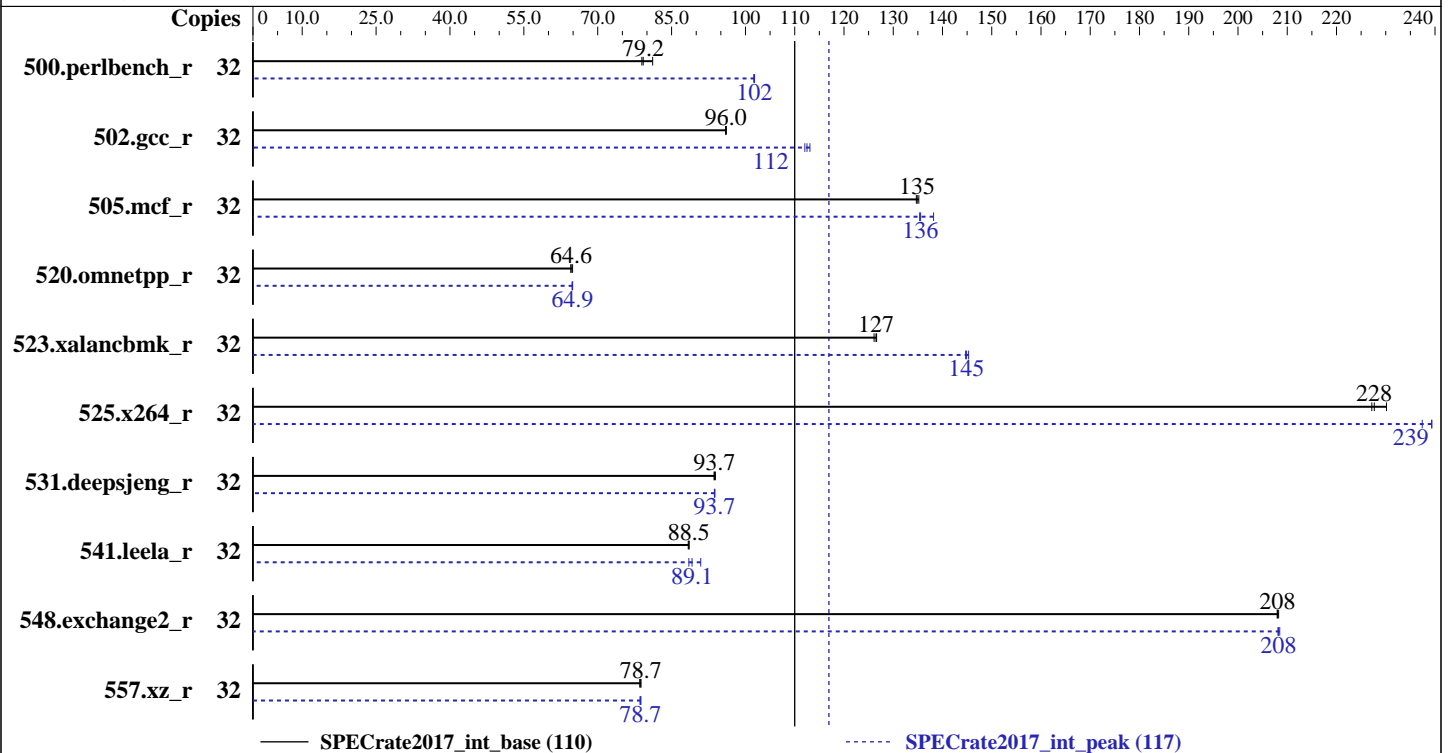 Copies 0 10.0 25.0 40.0 55.0 70.0 85.0 100 110 120 130 140 150 160 170 180 190 200 210 220 220 240
500.perlbench_r 32 79.2
102
502.gcc_r 32 96.0
112
505.mcf_r 32 135
136
520.omnetpp_r 32 64.6
64.9
523.xalancbmk_r 32 127
145
525.x264_r 32 228
239
531.deepsjeng_r 32 93.7
93.7
541.leela_r 32 88.5
89.1
548.exchange2_r 32 208
208
557.xz_r 32 78.7
78.7
SPECrate2017_int_base (110) SPECrate2017_int_peak (117)